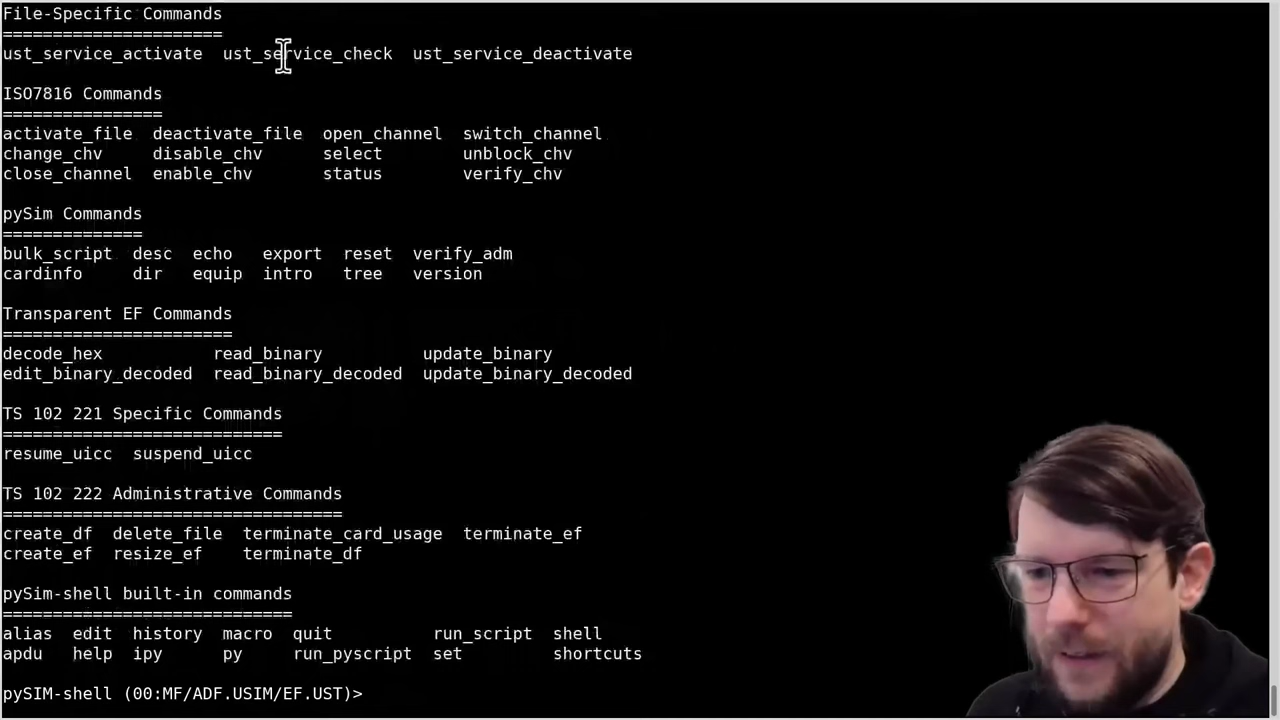 File-Specific Commands
======================
ust_service_activate  ust_service_check  ust_service_deactivate
ISO7816 Commands
================
activate_file  deactivate_file  open_channel  switch_channel
change_chv     disable_chv      select        unblock_chv
close_channel  enable_chv       status        verify_chv
pySim Commands
==============
bulk_script  desc  echo   export  reset  verify_adm
cardinfo     dir   equip  intro   tree   version
Transparent EF Commands
=======================
decode_hex           read_binary          update_binary
edit_binary_decoded  read_binary_decoded  update_binary_decoded
TS 102 221 Specific Commands
============================
resume_uicc  suspend_uicc
TS 102 222 Administrative Commands
==================================
create_df  delete_file  terminate_card_usage  terminate_ef
create_ef  resize_ef    terminate_df
pySim-shell built-in commands
=============================
alias  edit  history  macro  quit          run_script  shell
apdu   help  ipy      py     run_pyscript  set         shortcuts
pySIM-shell (00:MF/ADF.USIM/EF.UST)>